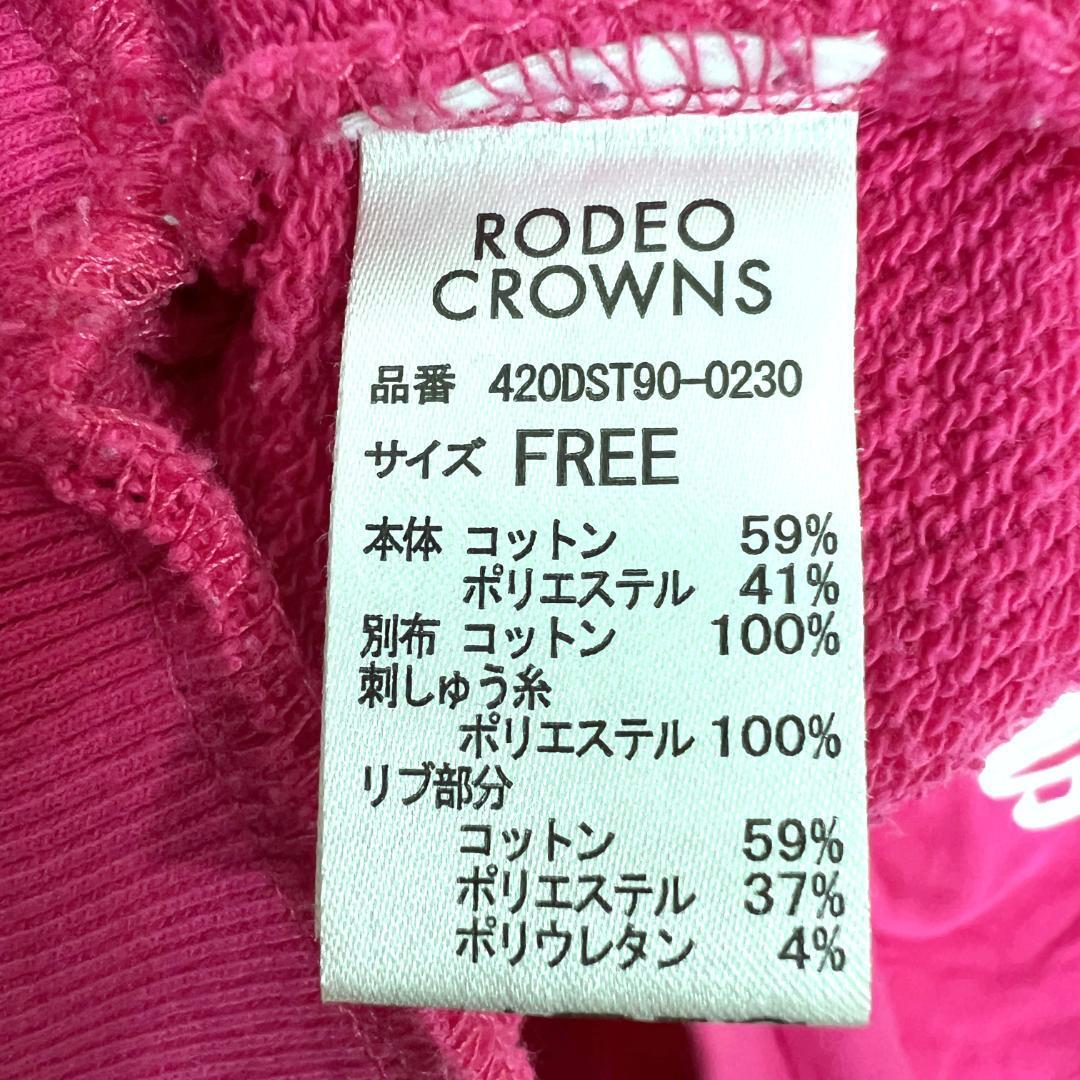 RODEO
CROWNS
品番 420DST90-0230
サイズ FREE
本体 コットン 59%
ポリエステル 41%
別布 コットン 100%
刺しゅう糸
ポリエステル 100%
リブ部分
コットン 59%
ポリエステル 37%
ポリウレタン 4%